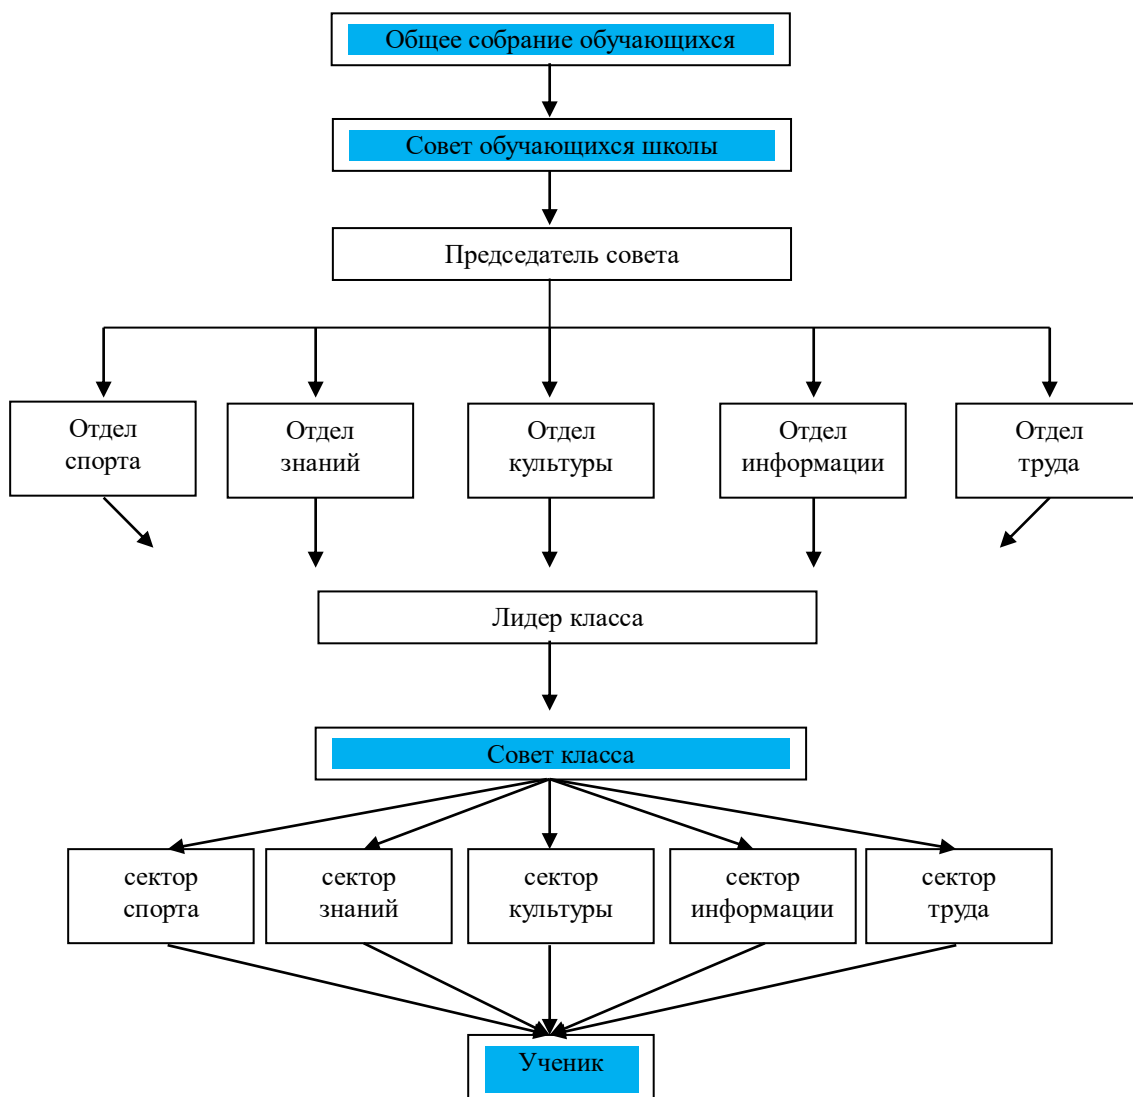 Общее собрание обучающихся
Совет обучающихся школы
Председатель совета
Отдел
спорта
Отдел
знаний
Отдел
культуры
Отдел
информации
Отдел
труда
Лидер класса
Совет класса
сектор
спорта
сектор
знаний
сектор
культуры
сектор
информации
сектор
труда
Ученик